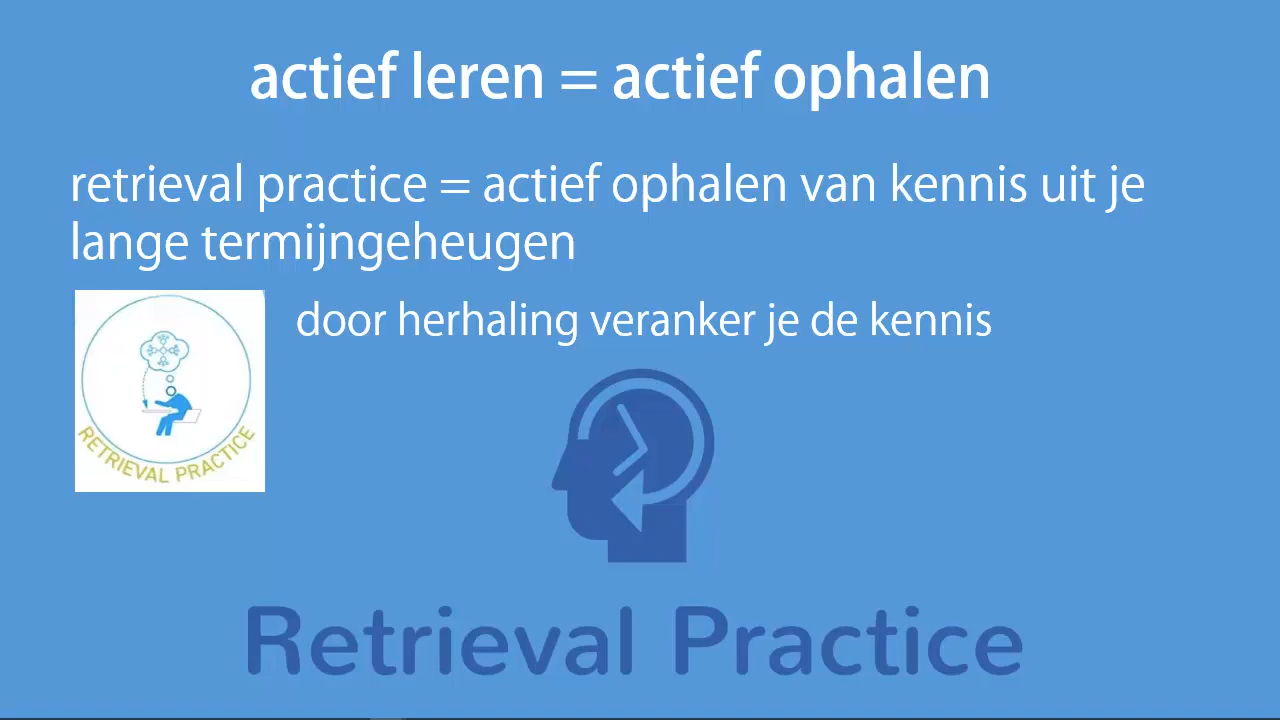 actief leren = actief ophalen
retrieval practice = actief ophalen van kennis uit je
lange termijngeheugen
door herhaling veranker je de kennis
RETRIEVAL PRACTICE
Retrieval Practice